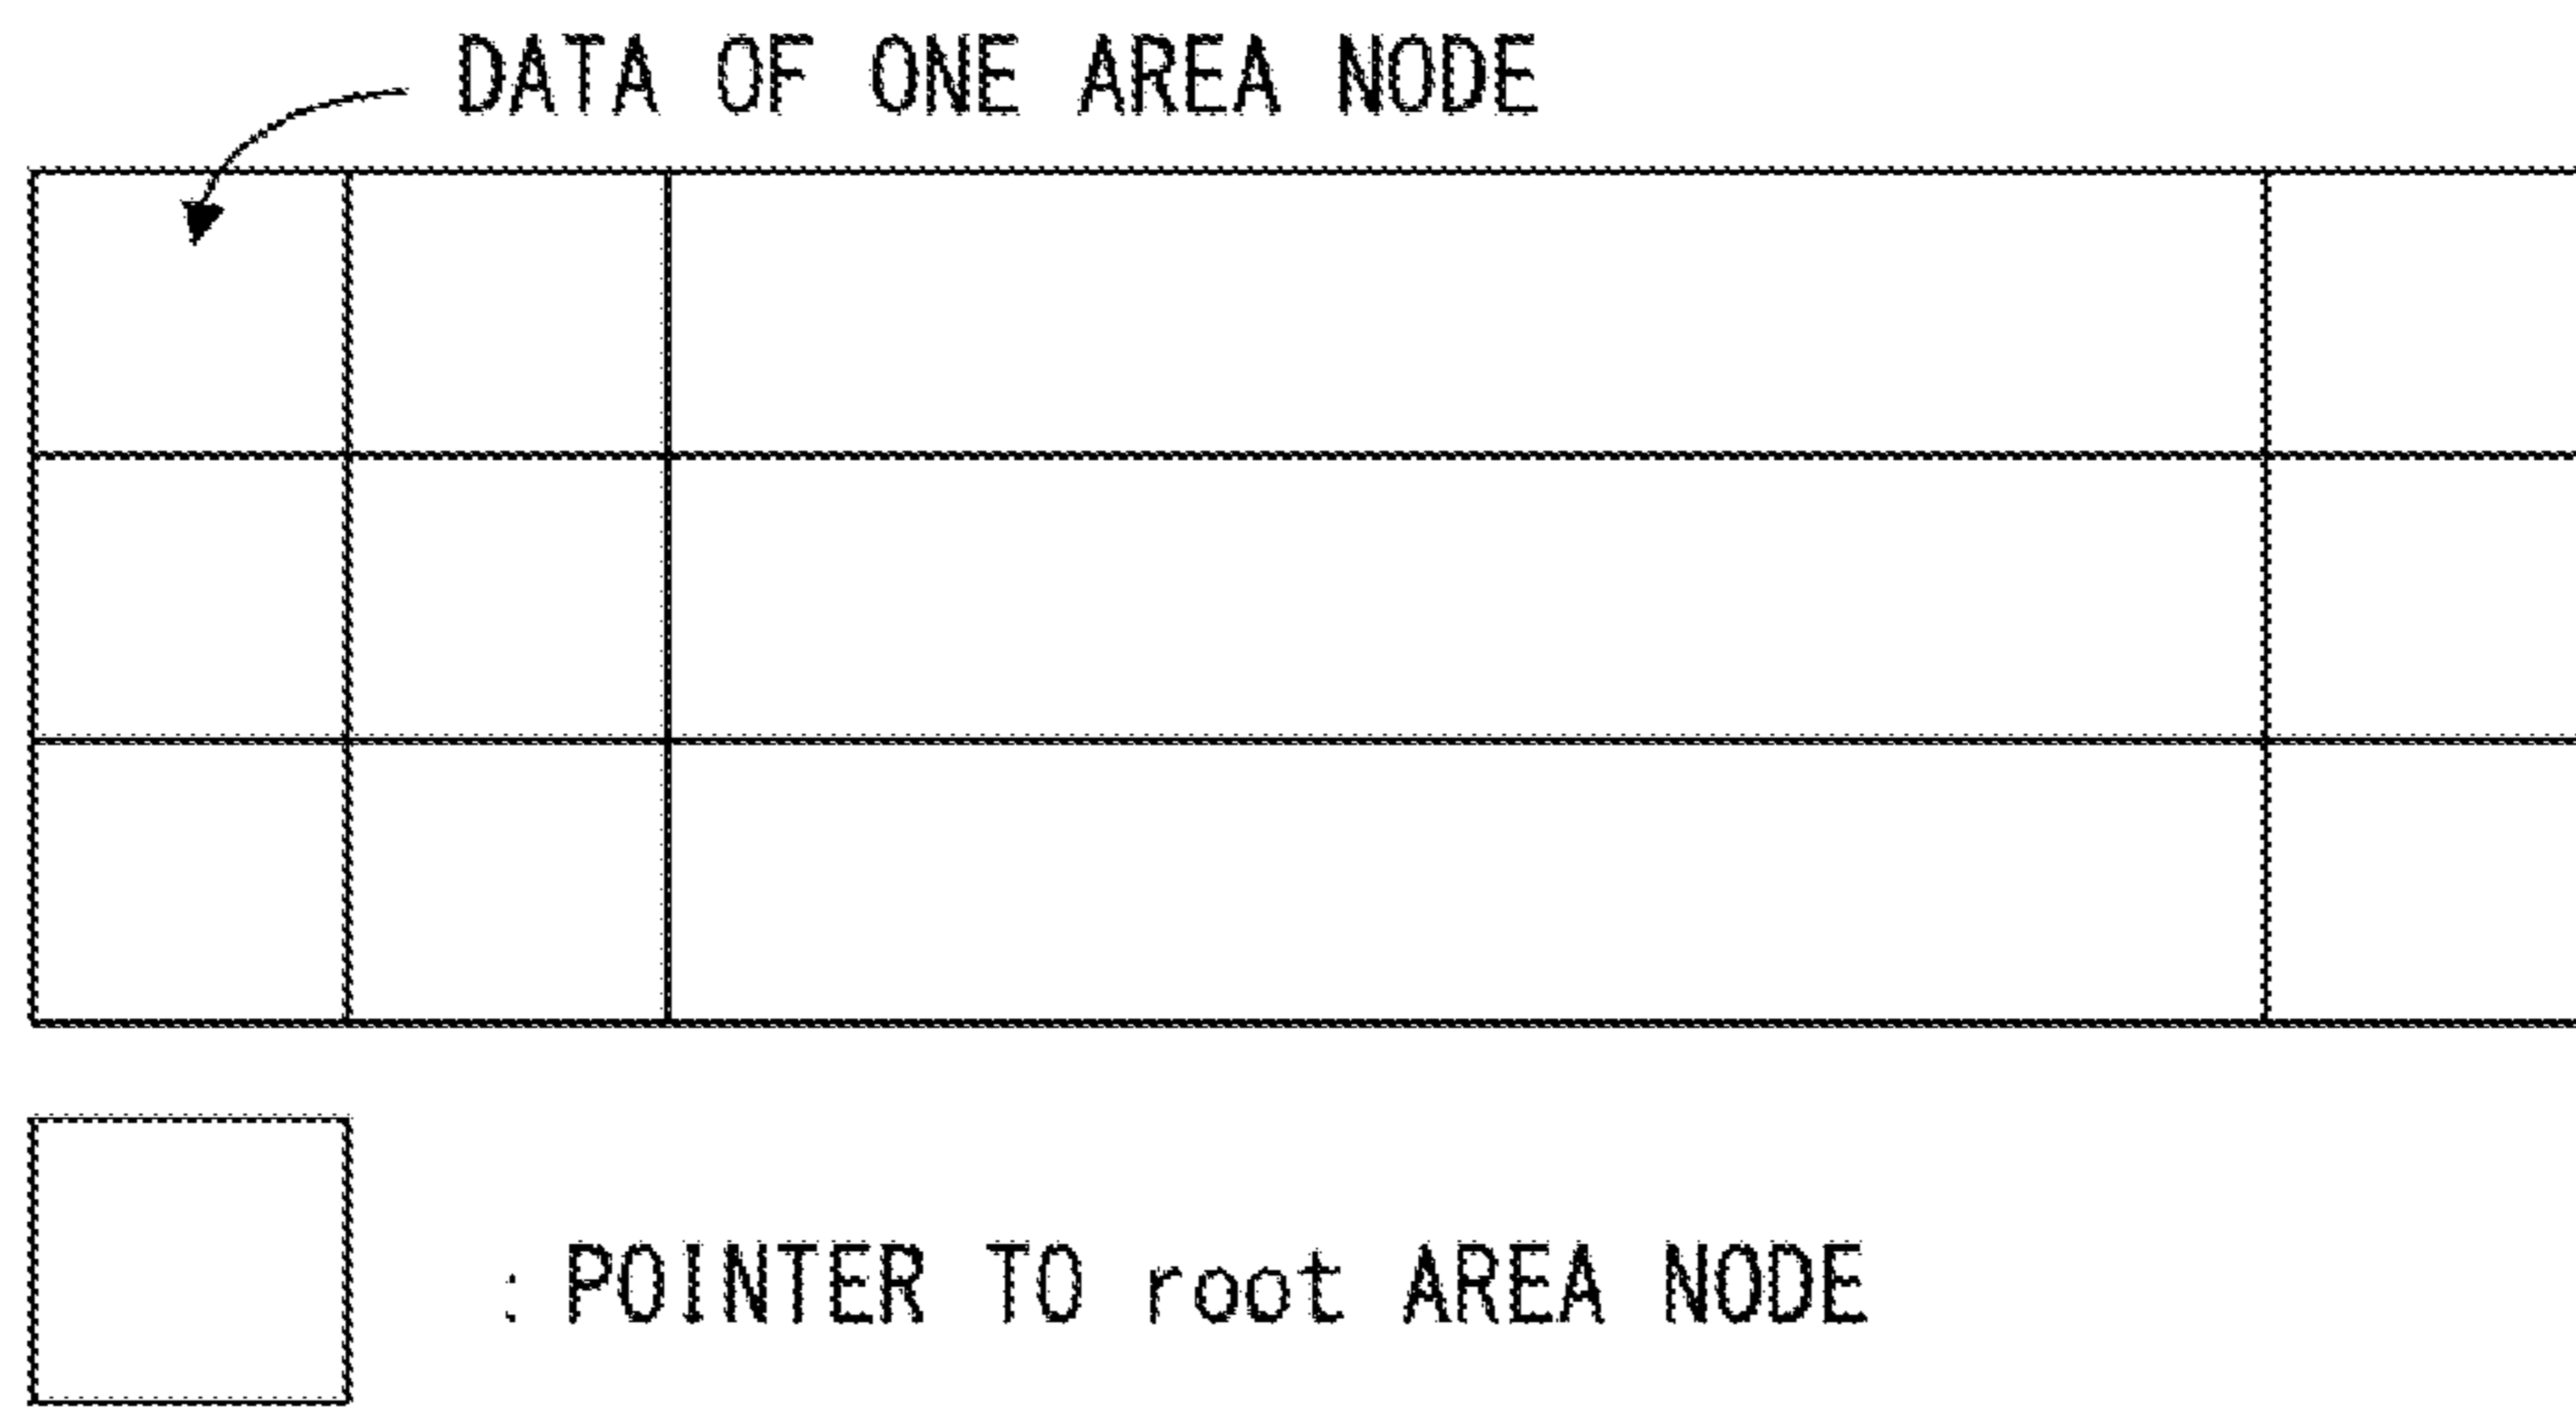 DATA OF ONE AREA NODE
: POINTER TO root AREA NODE